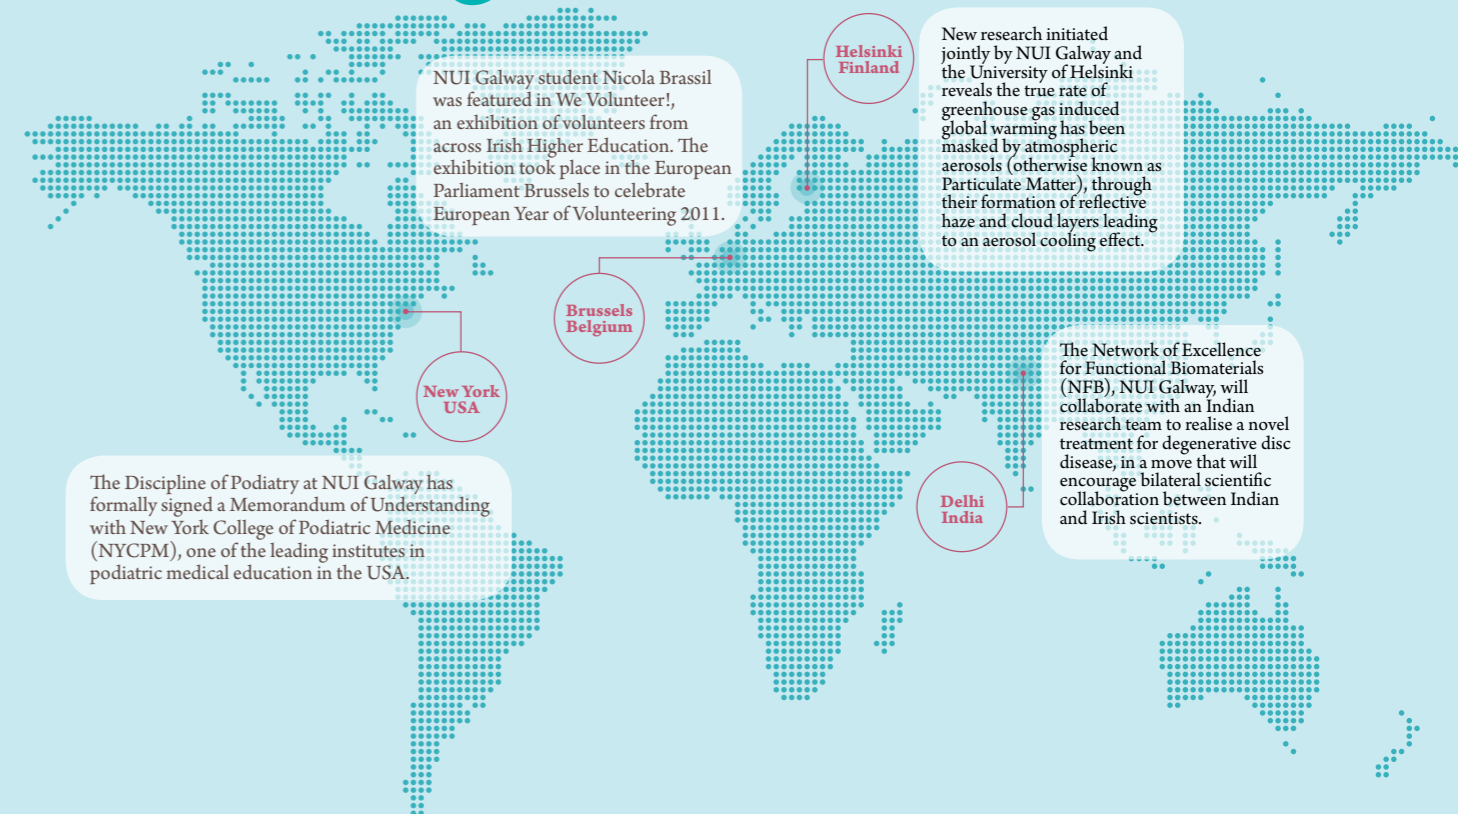 Helsinki
Finland
New research initiated
jointly by NUI Galway and
the University of Helsinki
reveals the true rate of
greenhouse gas induced
global warming has been
masked by atmospheric
aerosols (otherwise known as
Particulate Matter), through
their formation of reflective
haze and cloud layers leading
to an aerosol cooling effect.
NUI Galway student Nicola Brassil
was featured in We Volunteer!,
an exhibition of volunteers from
across Irish Higher Education. The
exhibition took place in the European
Parliament Brussels to celebrate
European Year of Volunteering 2011.
Brussels
Belgium
New York
USA
The Discipline of Podiatry at NUI Galway has
formally signed a Memorandum of Understanding
with New York College of Podiatric Medicine
(NYCPM), one of the leading institutes in
podiatric medical education in the USA.
Delhi
India
The Network of Excellence
for Functional Biomaterials
(NFB), NUI Galway, will
collaborate with an Indian
research team to realise a novel
treatment for degenerative disc
disease, in a move that will
encourage bilateral scientific
collaboration between Indian
and Irish scientists.